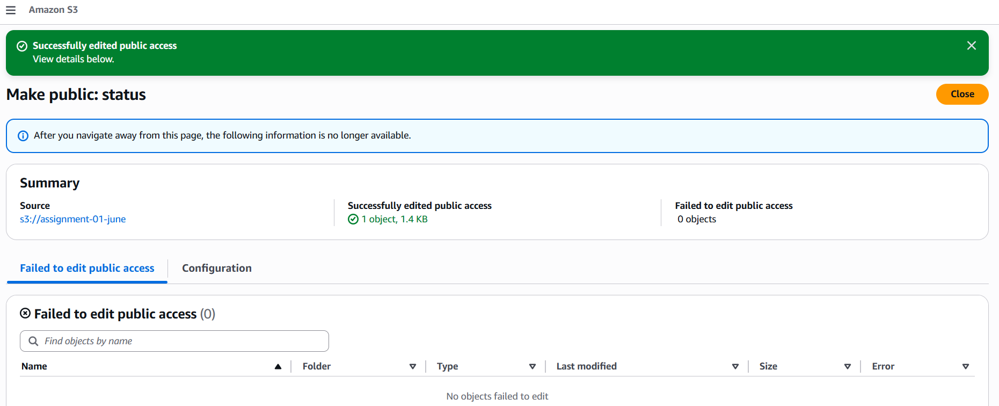 Amazon S3
Successfully edited public access
View details below.
Make public: status
Close
After you navigate away from this page, the following information is no longer available.
Summary
Source
s3://assignment-01-june
Successfully edited public access
1 object, 1.4 KB
Failed to edit public access
0 objects
Failed to edit public access
Configuration
Failed to edit public access (0)
Find objects by name
Name Folder Type Last modified Size Error
No objects failed to edit